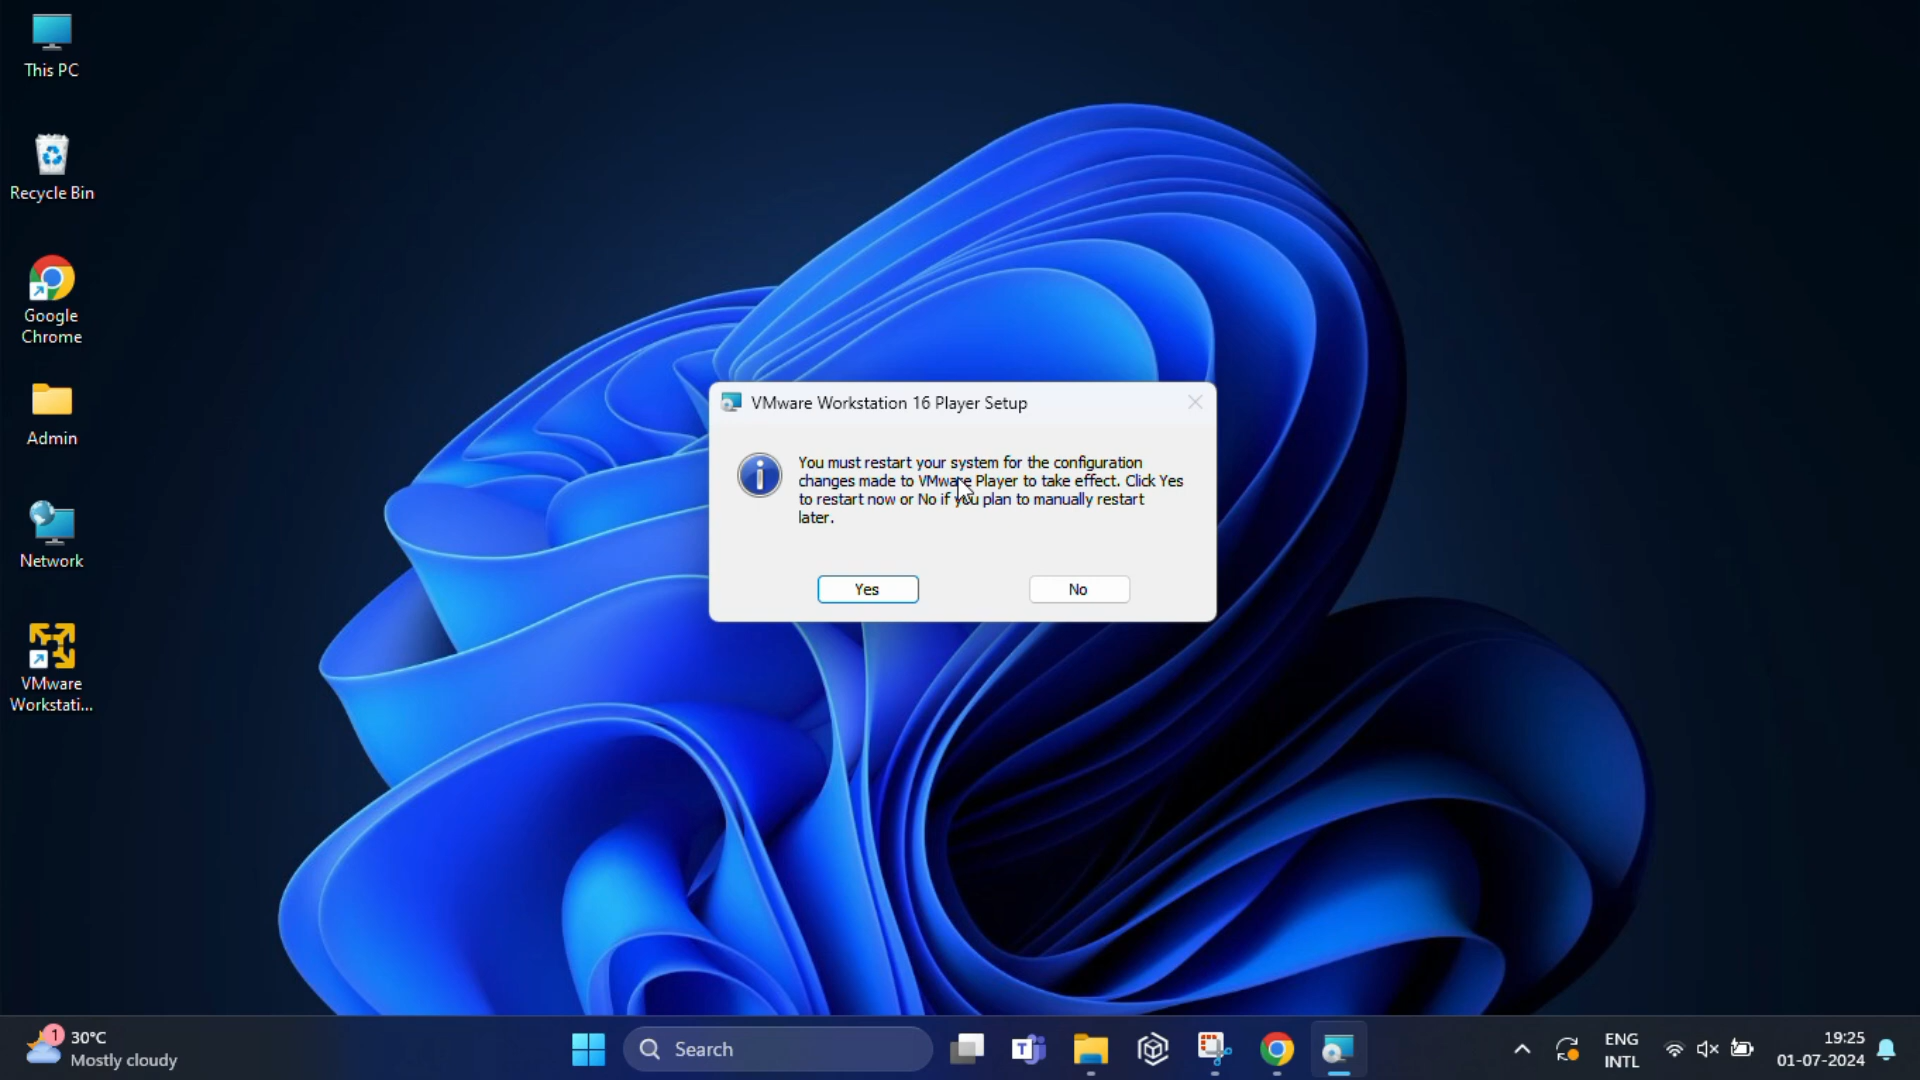 This PC
Recycle Bin
Google
Chrome
Admin
Network
VMware
Workstati...
VMware Workstation 16 Player Setup
You must restart your system for the configuration
changes made to VMware Player to take effect. Click Yes
to restart now or No if you plan to manually restart
later.
Yes
No
1
30°C
Mostly cloudy
Search
T
ENG
INTL
19:25
01-07-2024